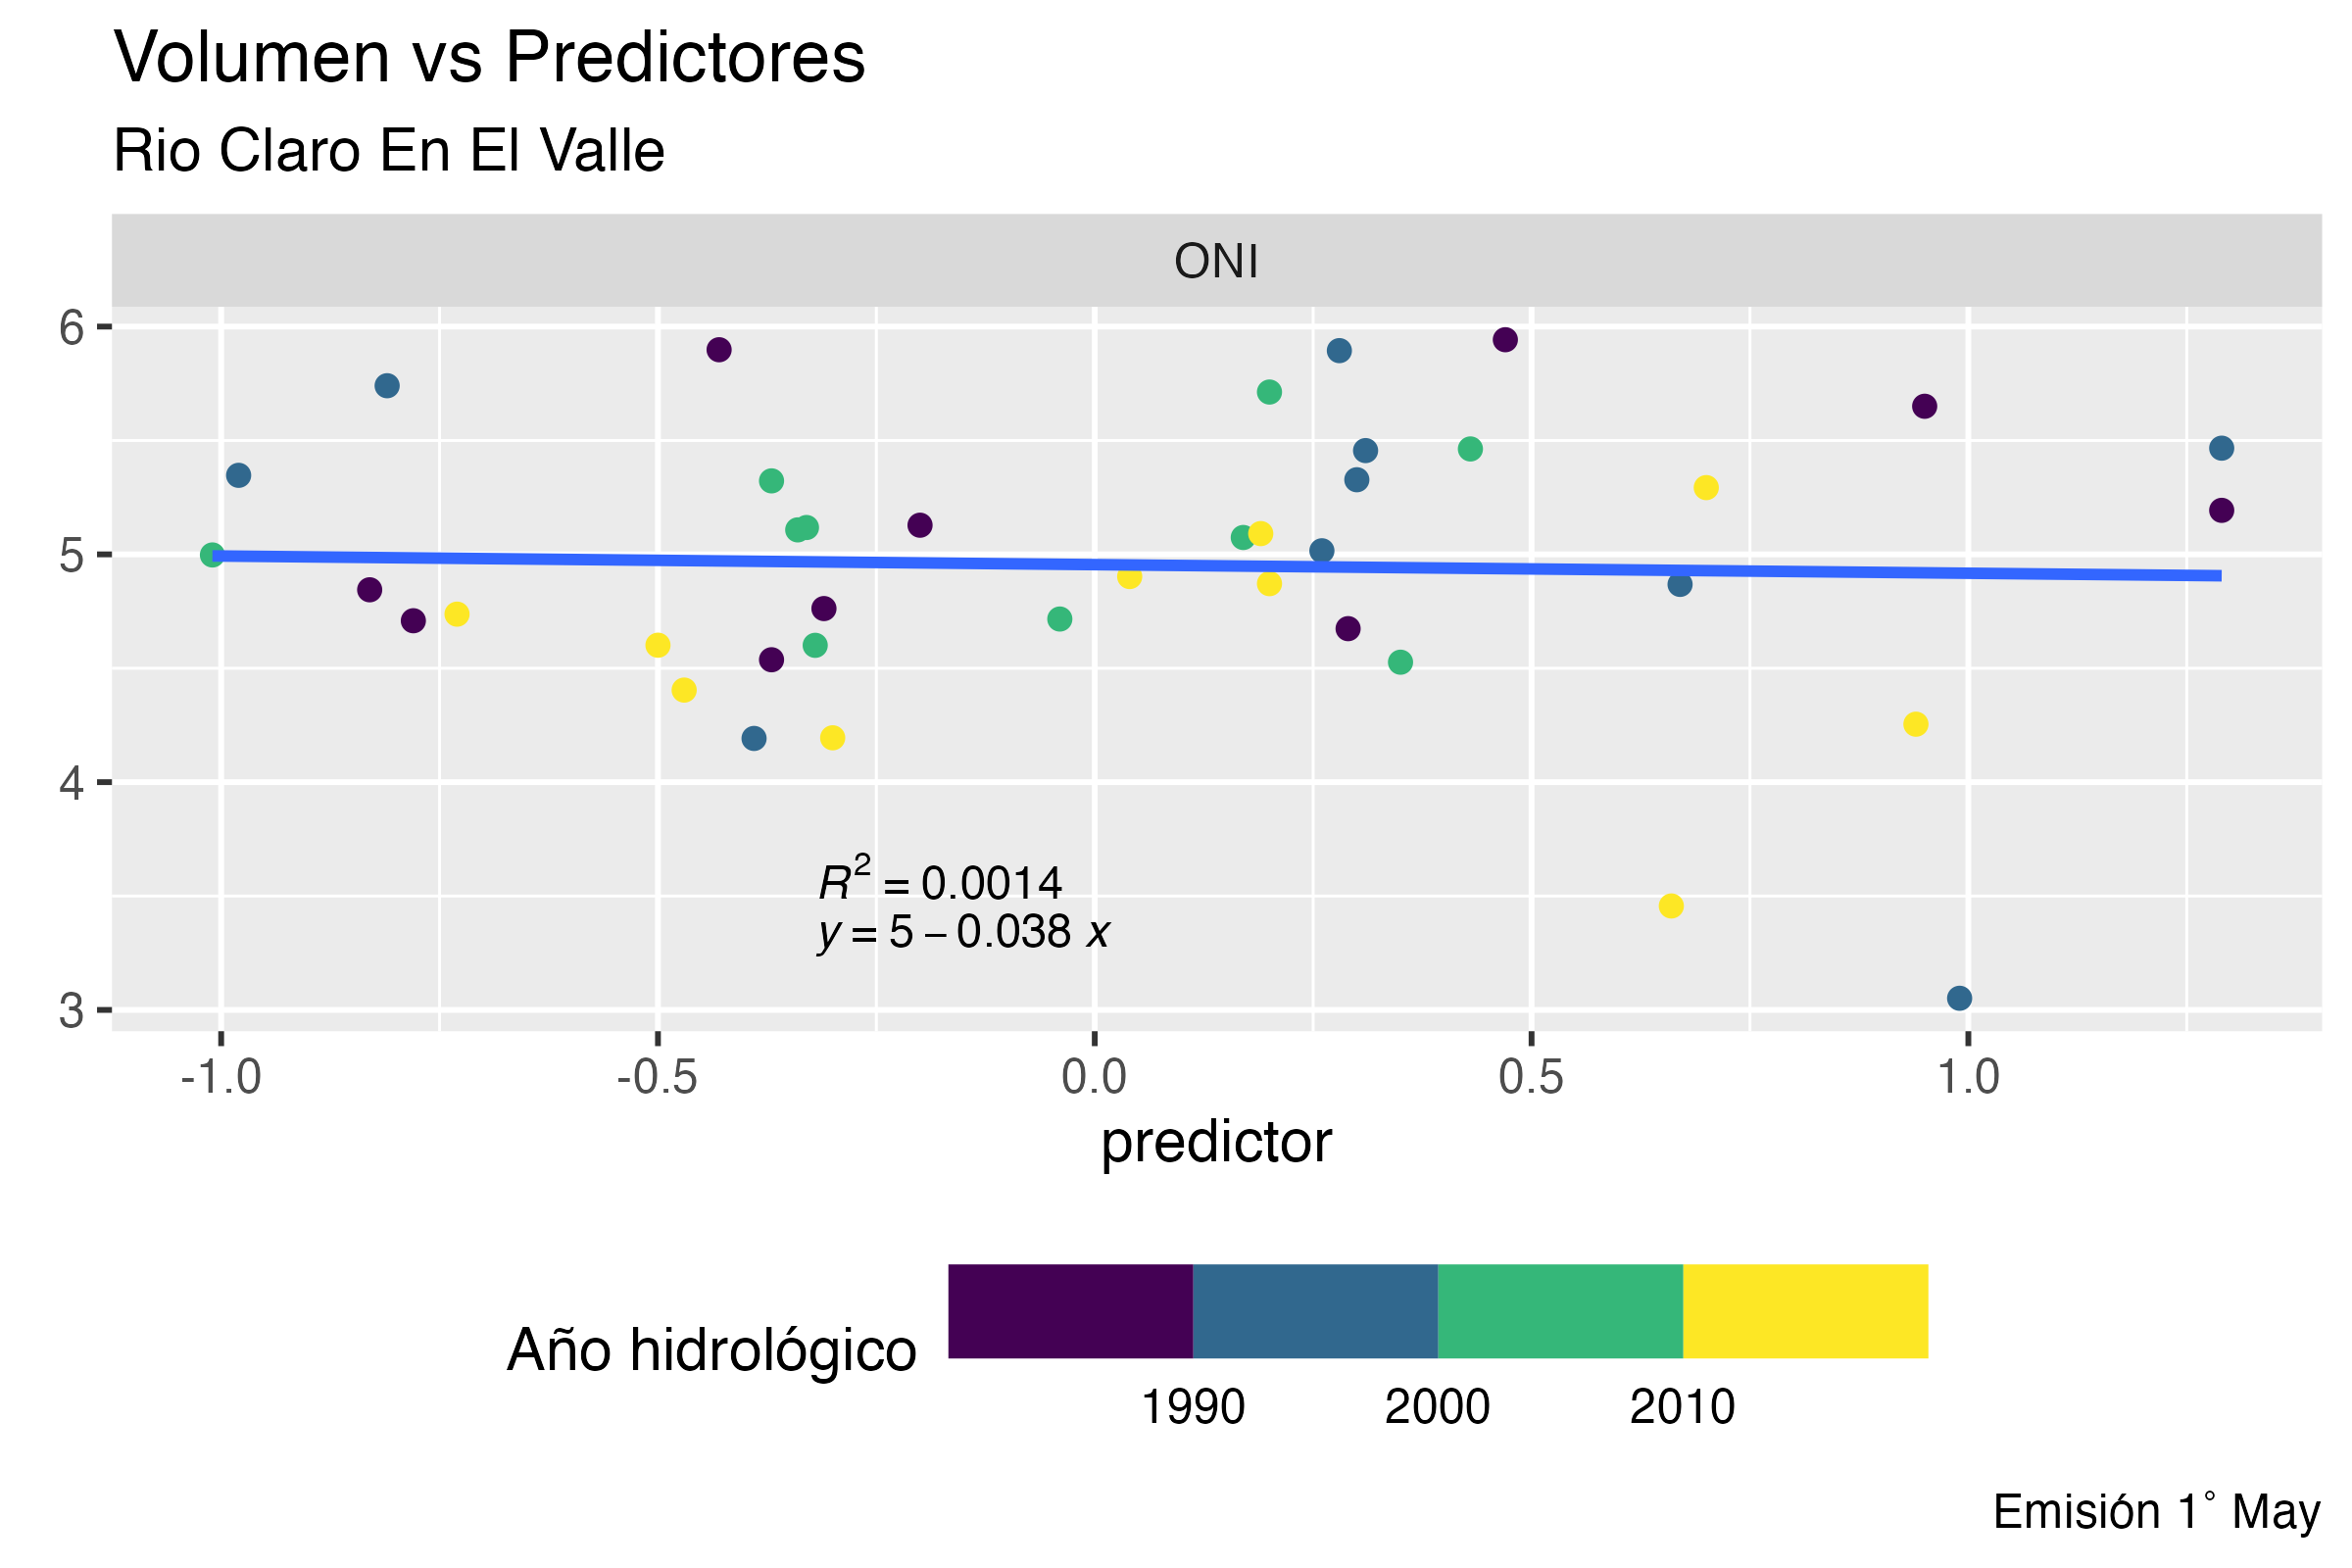 Volumen vs Predictores
Rio Claro En El Valle
ONI
6
5
4
3
R² = 0.0014
y = 5 − 0.038 x
-1.0 -0.5 0.0 0.5 1.0
predictor
Año hidrológico
1990 2000 2010
Emisión 1˚ May